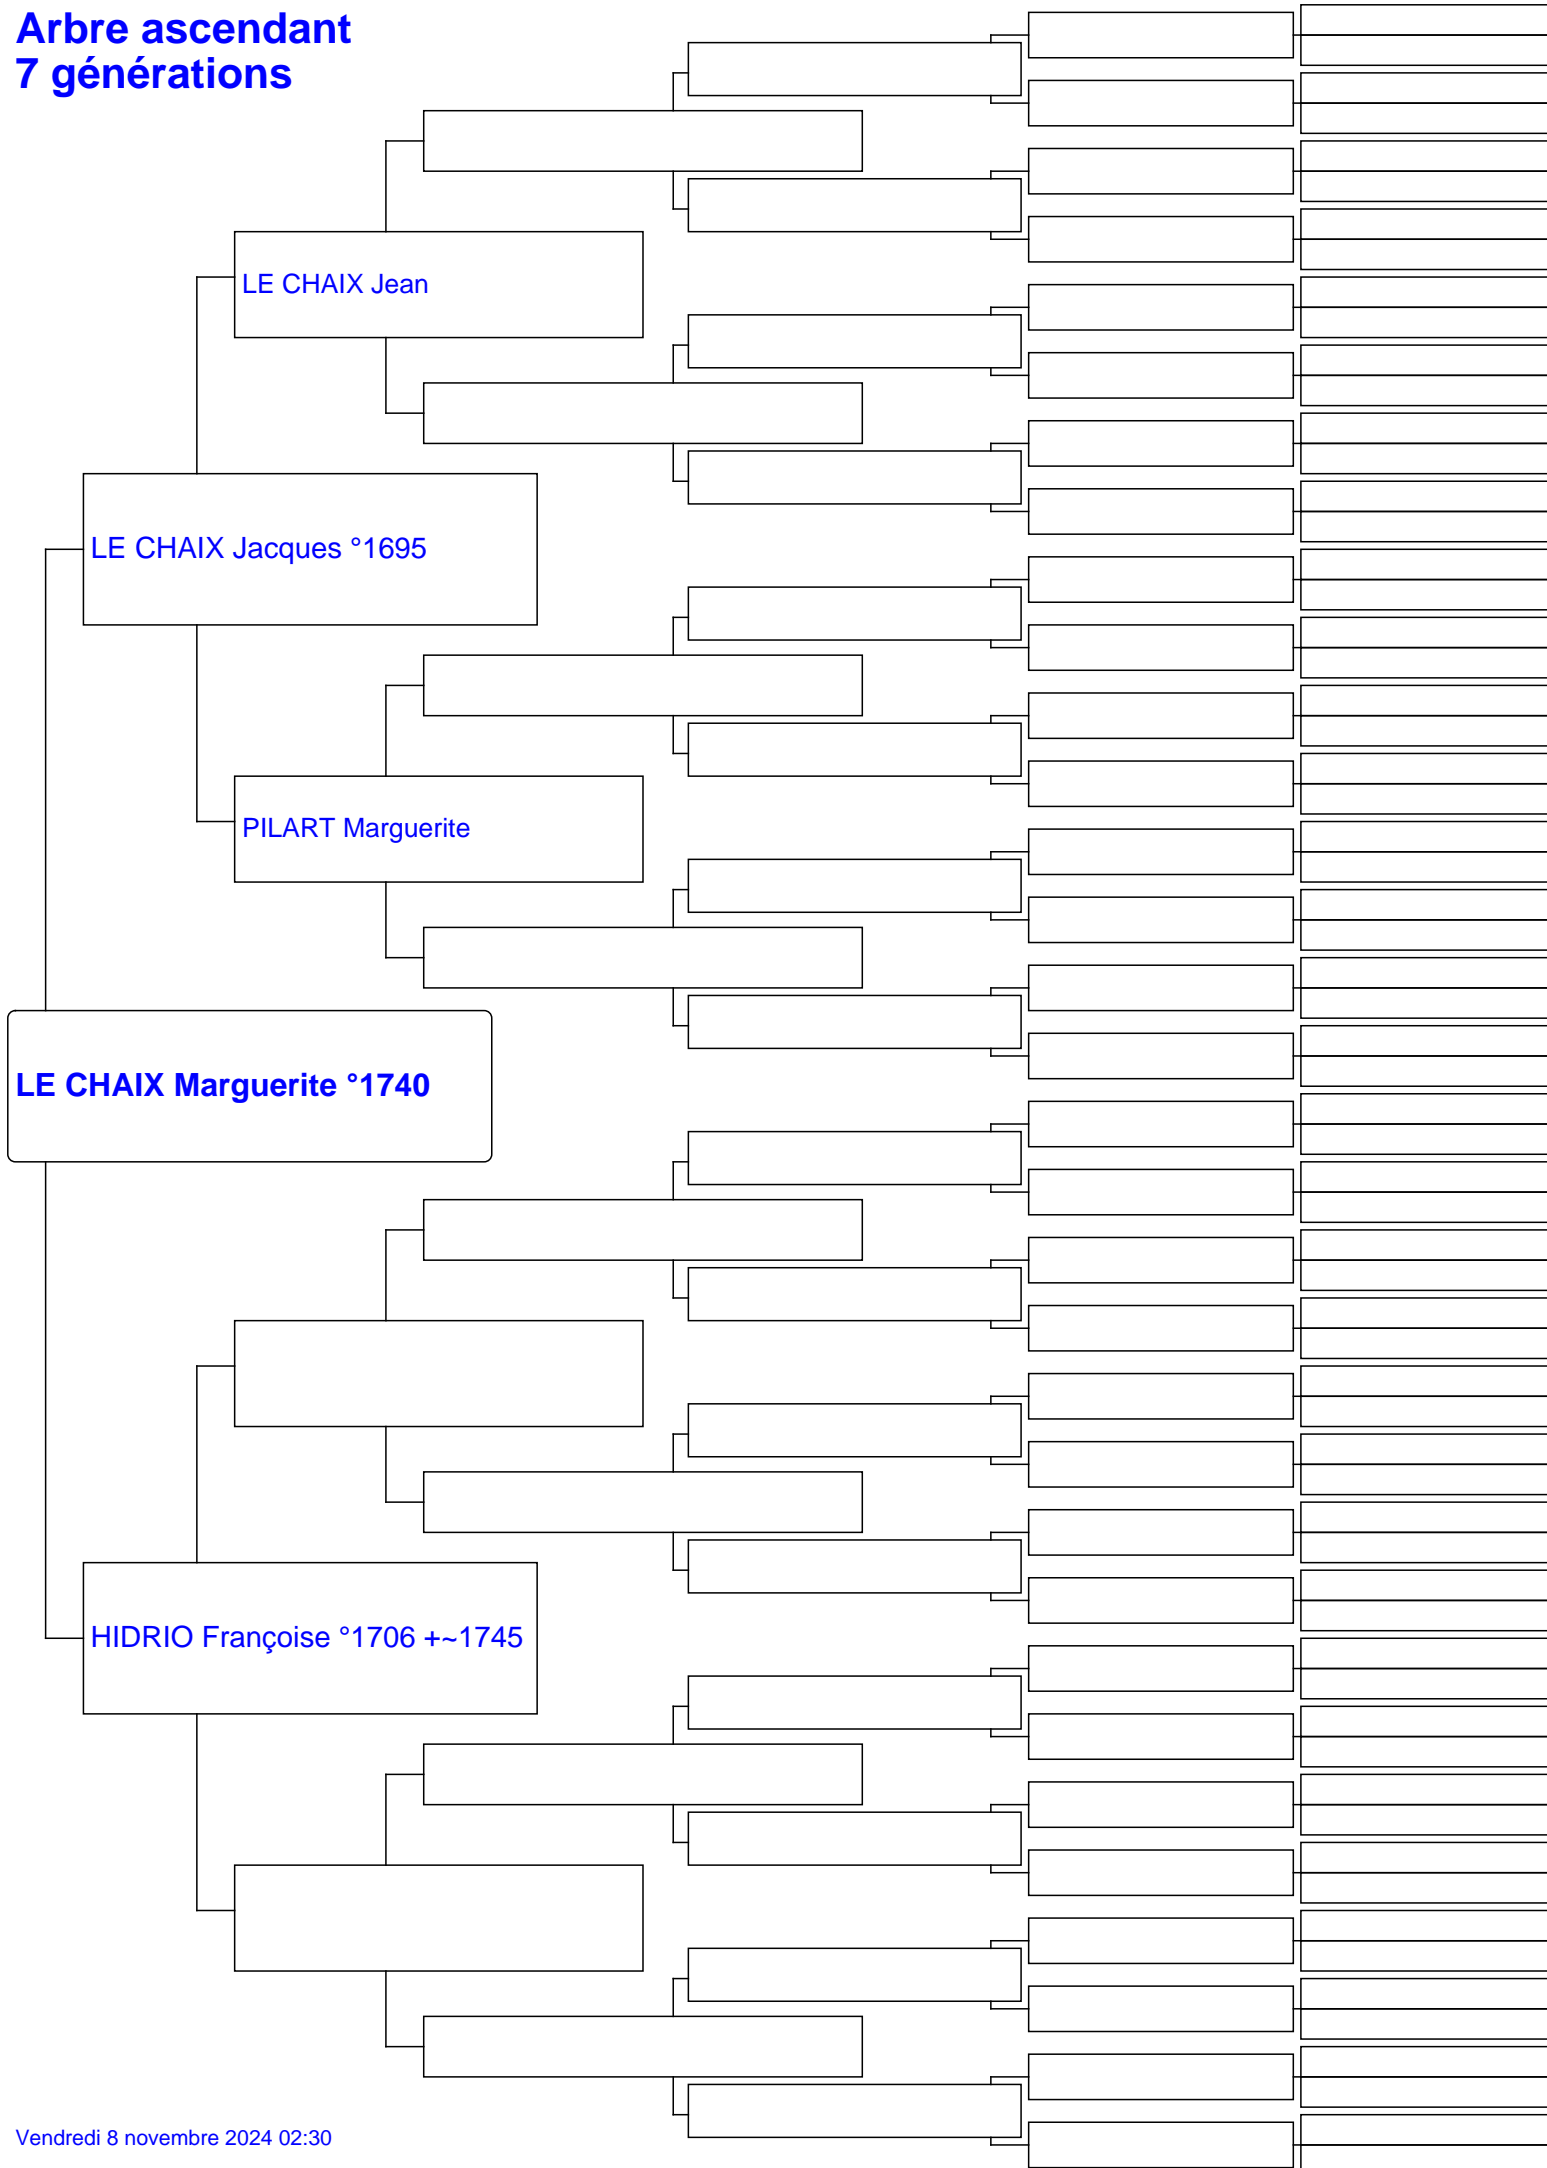 Arbre ascendant
7 générations
LE CHAIX Jean
LE CHAIX Jacques °1695
PILART Marguerite
LE CHAIX Marguerite °1740
HIDRIO Françoise °1706 +~1745
Vendredi 8 novembre 2024 02:30